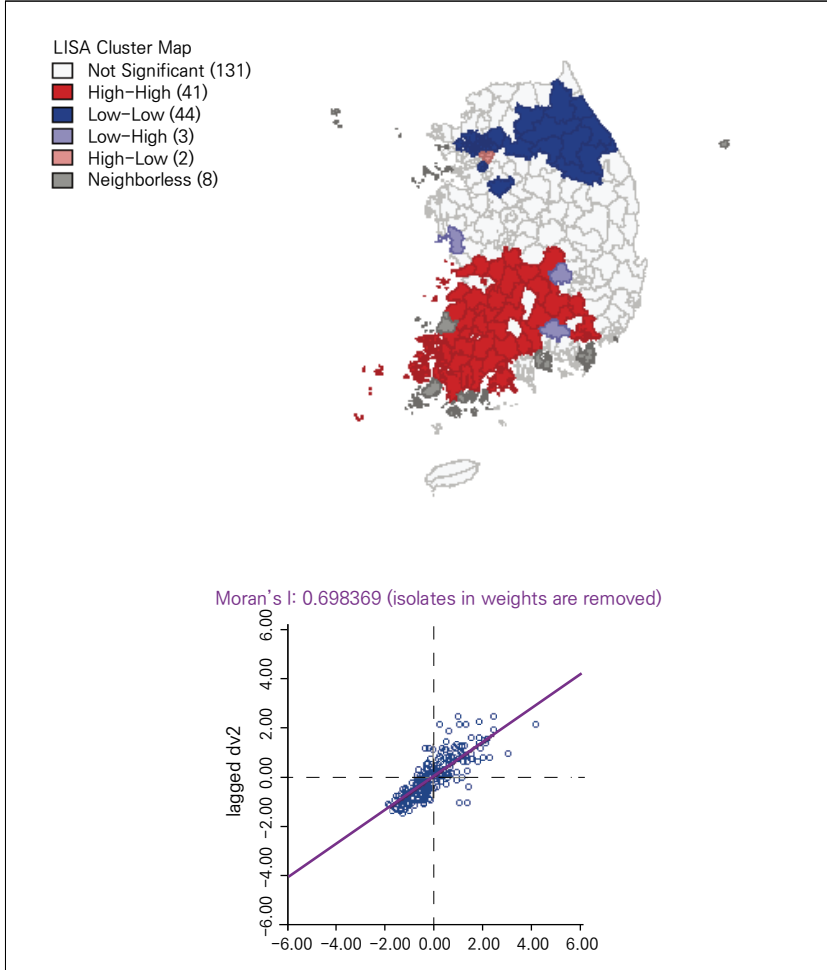 LISA Cluster Map
Not Significant (131)
High-High (41)
Low-Low (44)
Low-High (3)
High-Low (2)
Neighborless (8)
Moran's I: 0.698369 (isolates in weights are removed)
6.00
4.00
2.00
0.00
-2.00
-4.00
-6.00
lagged dv2
-6.00 -4.00 -2.00 0.00 2.00 4.00 6.00